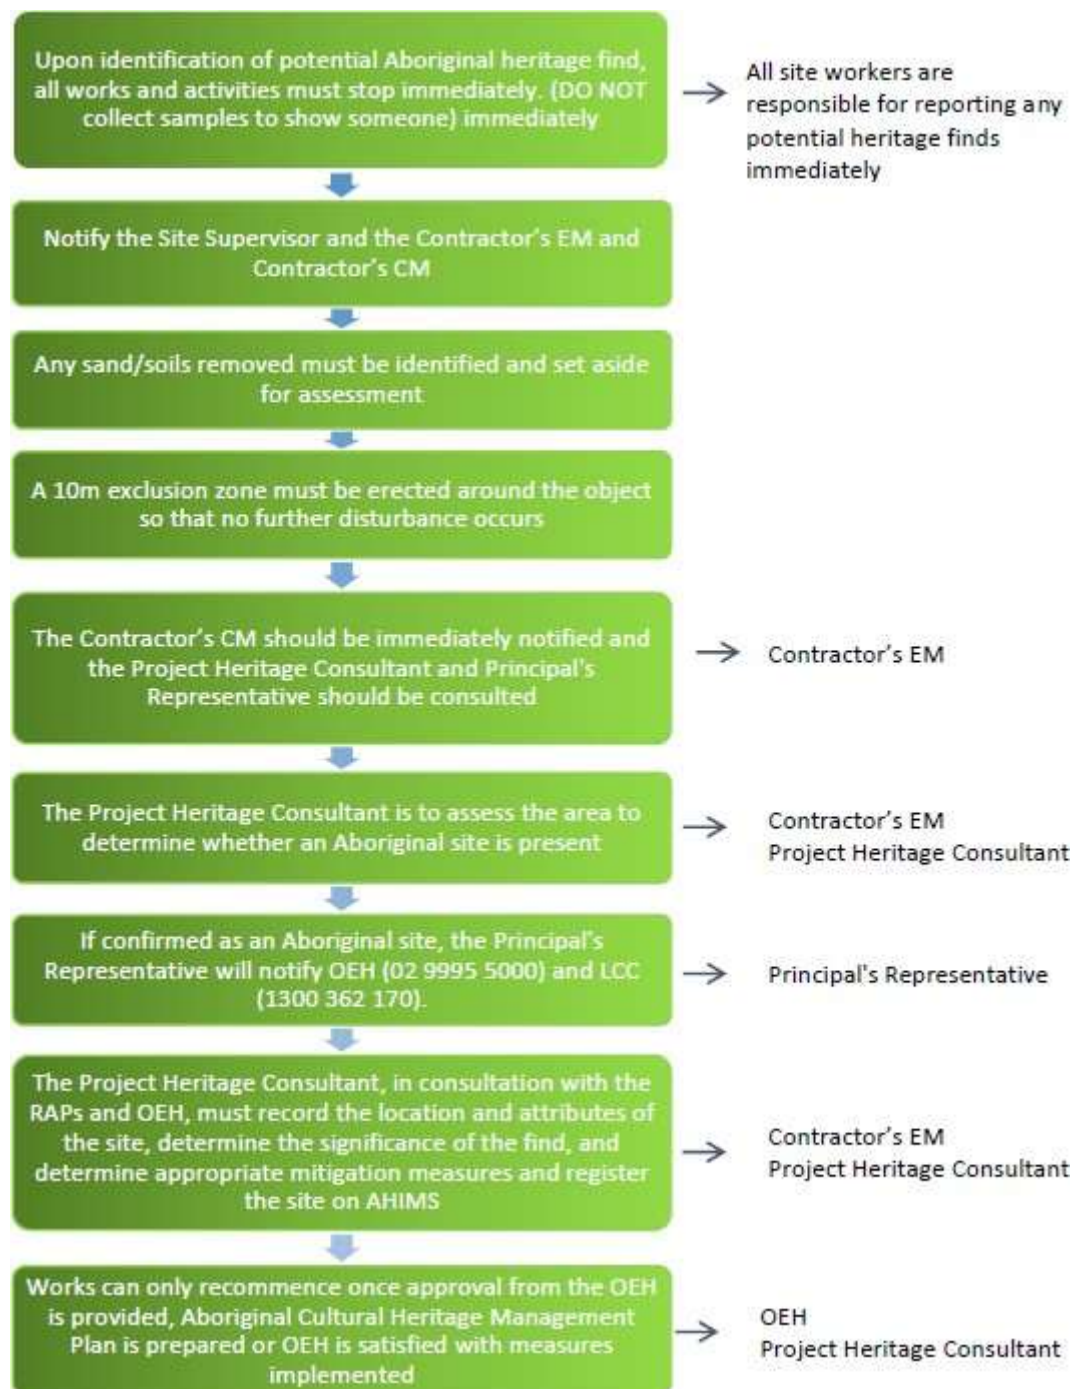 Upon identification of potential Aboriginal heritage find,
all works and activities must stop immediately. (DO NOT
collect samples to show someone) immediately
All site workers are
responsible for reporting any
potential heritage finds
immediately
Notify the Site Supervisor and the Contractor's EM and
Contractor's CM
Any sand/soils removed must be identified and set aside
for assessment
A 10m exclusion zone must be erected around the object
so that no further disturbance occurs
The Contractor's CM should be immediately notified and
the Project Heritage Consultant and Principal's
Representative should be consulted
Contractor's EM
The Project Heritage Consultant is to assess the area to
determine whether an Aboriginal site is present
Contractor's EM
Project Heritage Consultant
If confirmed as an Aboriginal site, the Principal's
Representative will notify OEH (02 9995 5000) and LCC
(1300 362 170).
Principal's Representative
The Project Heritage Consultant, in consultation with the
RAPs and OEH, must record the location and attributes of
the site, determine the significance of the find, and
determine appropriate mitigation measures and register
the site on AHIMS
Contractor's EM
Project Heritage Consultant
Works can only recommence once approval from the OEH
is provided, Aboriginal Cultural Heritage Management
Plan is prepared or OEH is satisfied with measures
implemented
OEH
Project Heritage Consultant